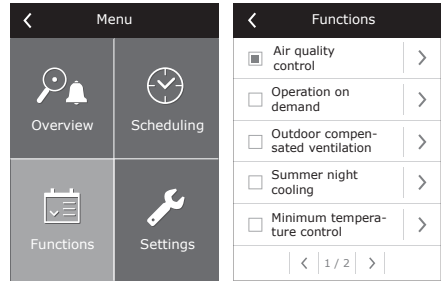 Menu
Overview
Scheduling
Functions
Settings
Functions
Air quality
control
Operation on
demand
Outdoor compen-
sated ventilation
Summer night
cooling
Minimum tempera-
ture control
1 / 2